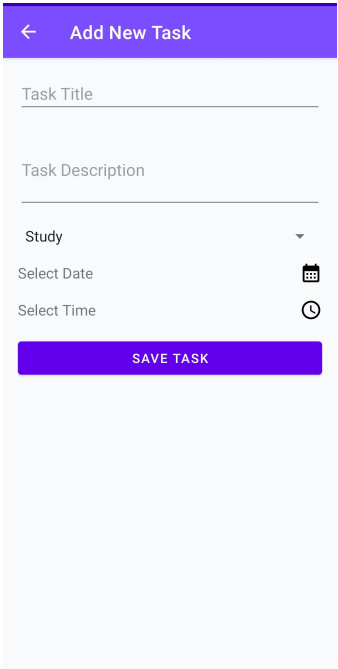 Add New Task
Task Title
Task Description
Study
Select Date
Select Time
SAVE TASK